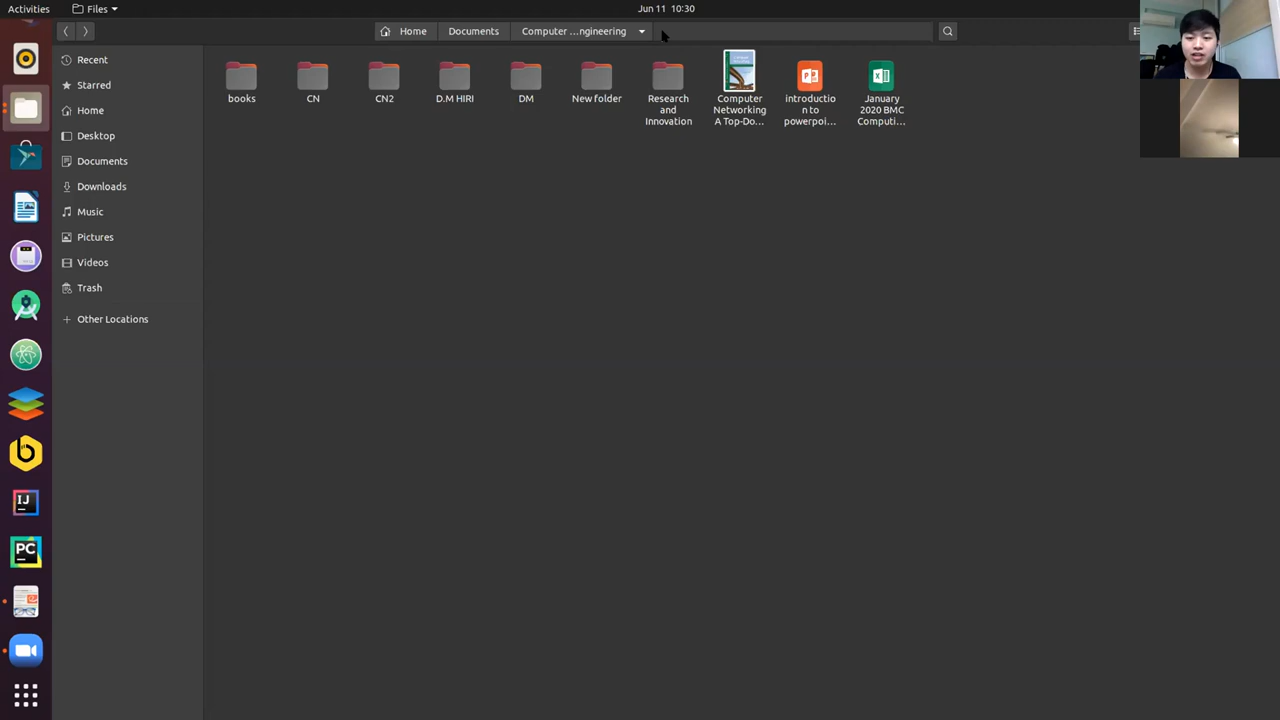 Activities
Files
Jun 11 10:30
Home
Documents
Computer …ngineering
Recent
Starred
Home
Desktop
Documents
Downloads
Music
Pictures
Videos
Trash
Other Locations
books
CN
CN2
D.M HIRI
DM
New folder
Research
and
Innovation
Computer
Networking
A Top-Do…
introductio
n to
powerpoi…
January
2020 BMC
Computi…
IJ
PC